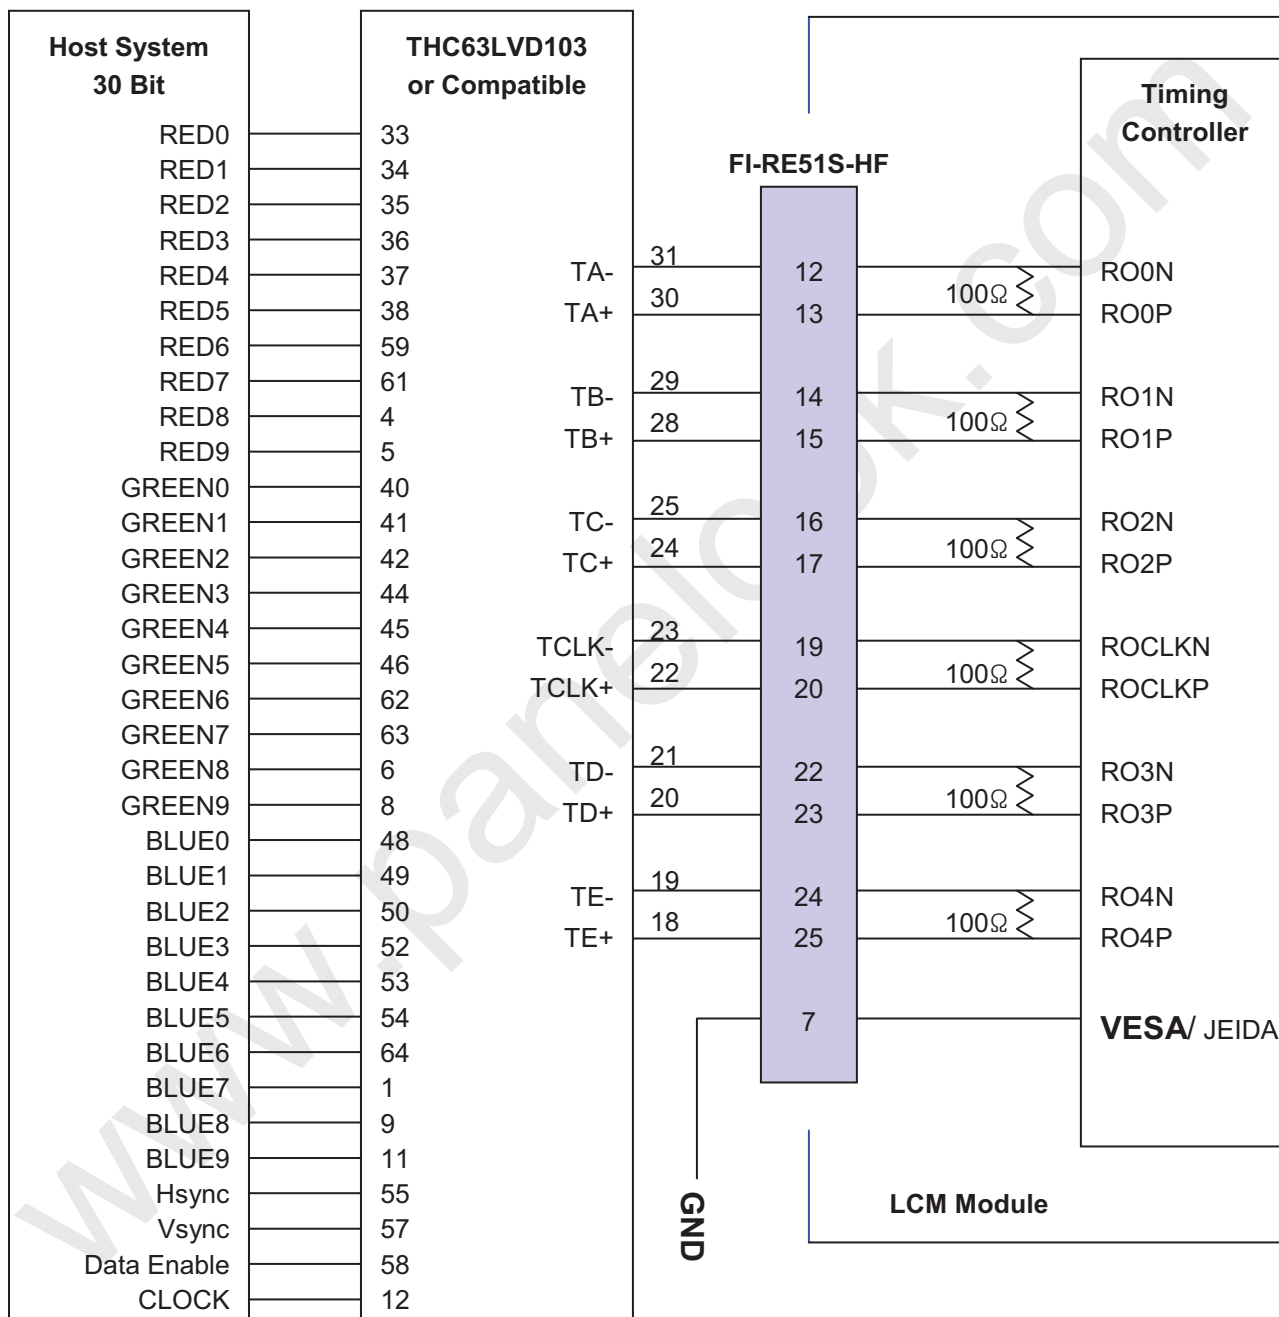 Host System
30 Bit
THC63LVD103
or Compatible
Timing
Controller
FI-RE51S-HF
RED0 33
RED1 34
RED2 35
RED3 36
RED4 37
RED5 38
RED6 59
RED7 61
RED8 4
RED9 5
GREEN0 40
GREEN1 41
GREEN2 42
GREEN3 44
GREEN4 45
GREEN5 46
GREEN6 62
GREEN7 63
GREEN8 6
GREEN9 8
BLUE0 48
BLUE1 49
BLUE2 50
BLUE3 52
BLUE4 53
BLUE5 54
BLUE6 64
BLUE7 1
BLUE8 9
BLUE9 11
Hsync 55
Vsync 57
Data Enable 58
CLOCK 12
TA- 31 12 RO0N
100Ω
TA+ 30 13 RO0P
TB- 29 14 RO1N
100Ω
TB+ 28 15 RO1P
TC- 25 16 RO2N
100Ω
TC+ 24 17 RO2P
TCLK- 23 19 ROCLKN
100Ω
TCLK+ 22 20 ROCLKP
TD- 21 22 RO3N
100Ω
TD+ 20 23 RO3P
TE- 19 24 RO4N
100Ω
TE+ 18 25 RO4P
7 VESA/ JEIDA
GND
LCM Module
www.panelook.com